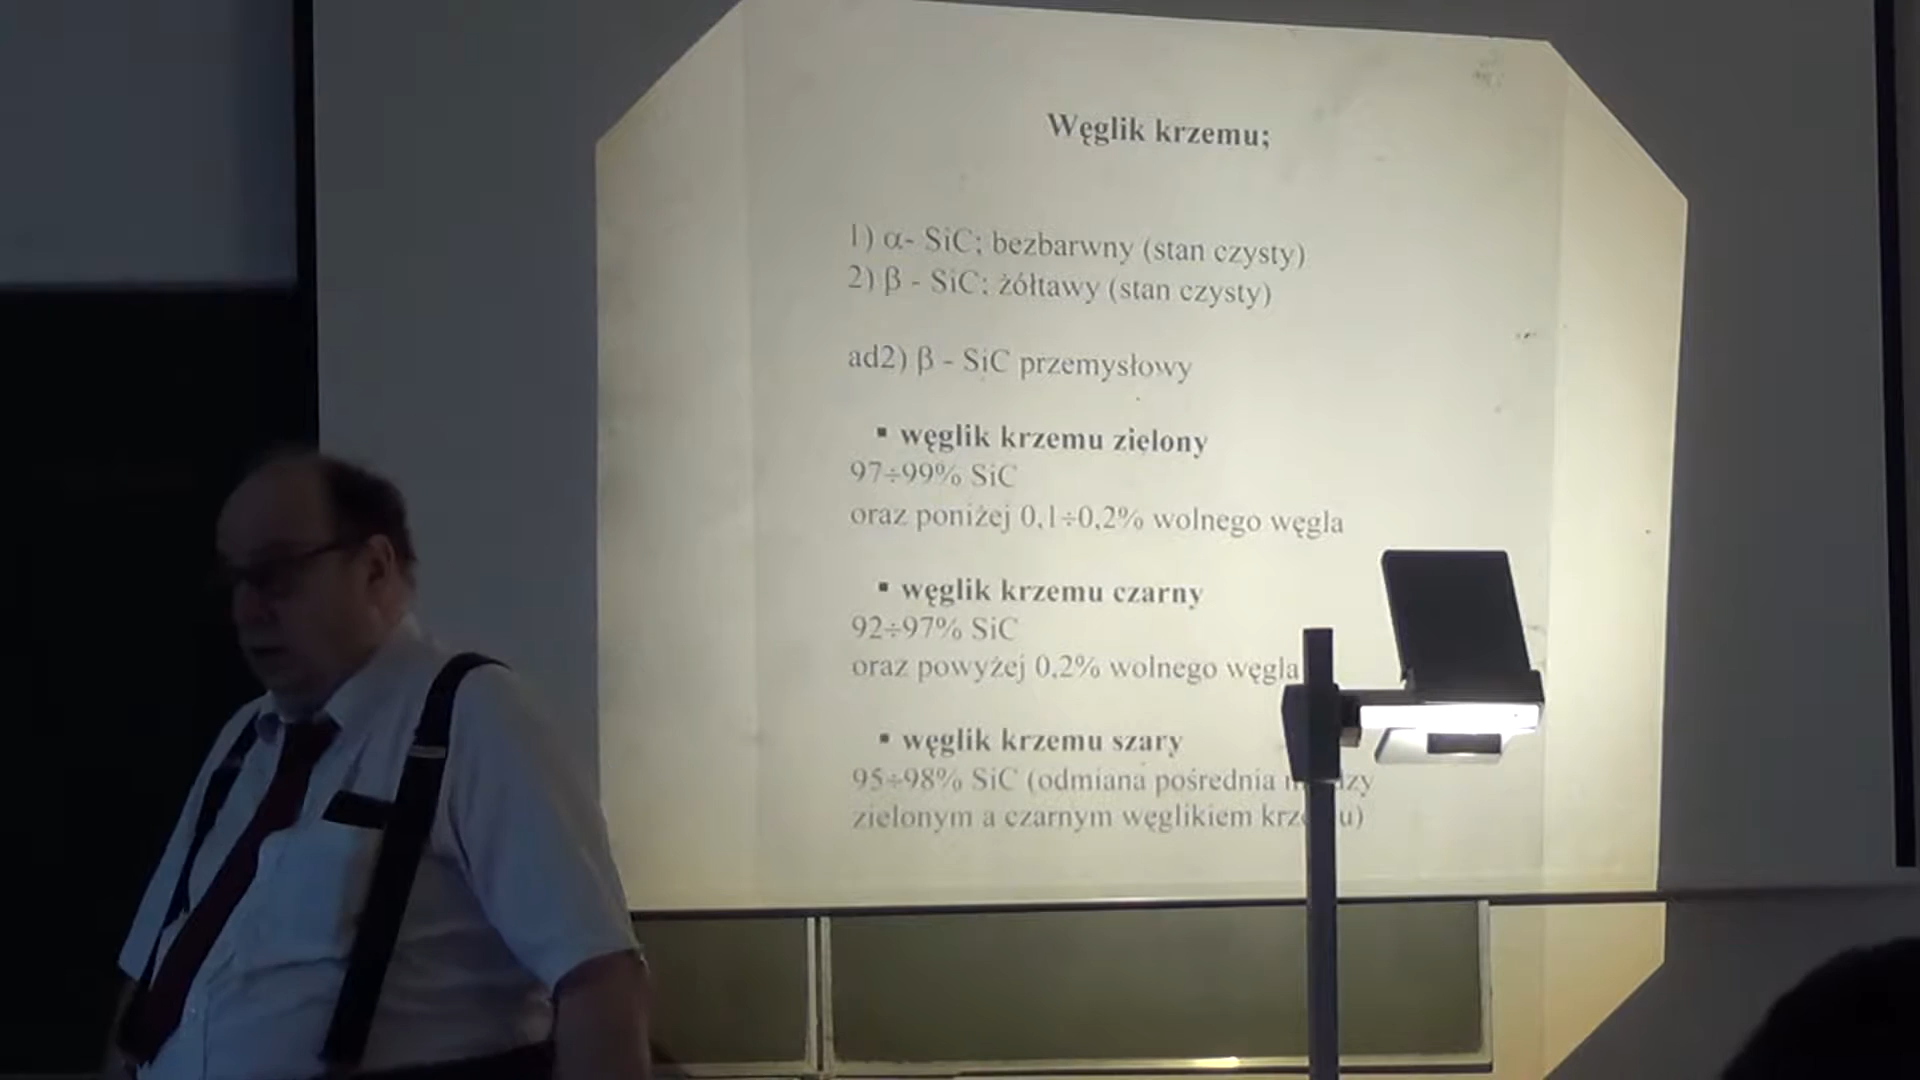 Węglik krzemu;
1) α- SiC; bezbarwny (stan czysty)
2) β - SiC; żółtawy (stan czysty)
ad2) β - SiC przemysłowy
▪ węglik krzemu zielony
97÷99% SiC
oraz poniżej 0,1÷0,2% wolnego węgla
▪ węglik krzemu czarny
92÷97% SiC
oraz powyżej 0,2% wolnego węgla
▪ węglik krzemu szary
95÷98% SiC (odmiana pośrednia
zielonym a czarnym węglikiem